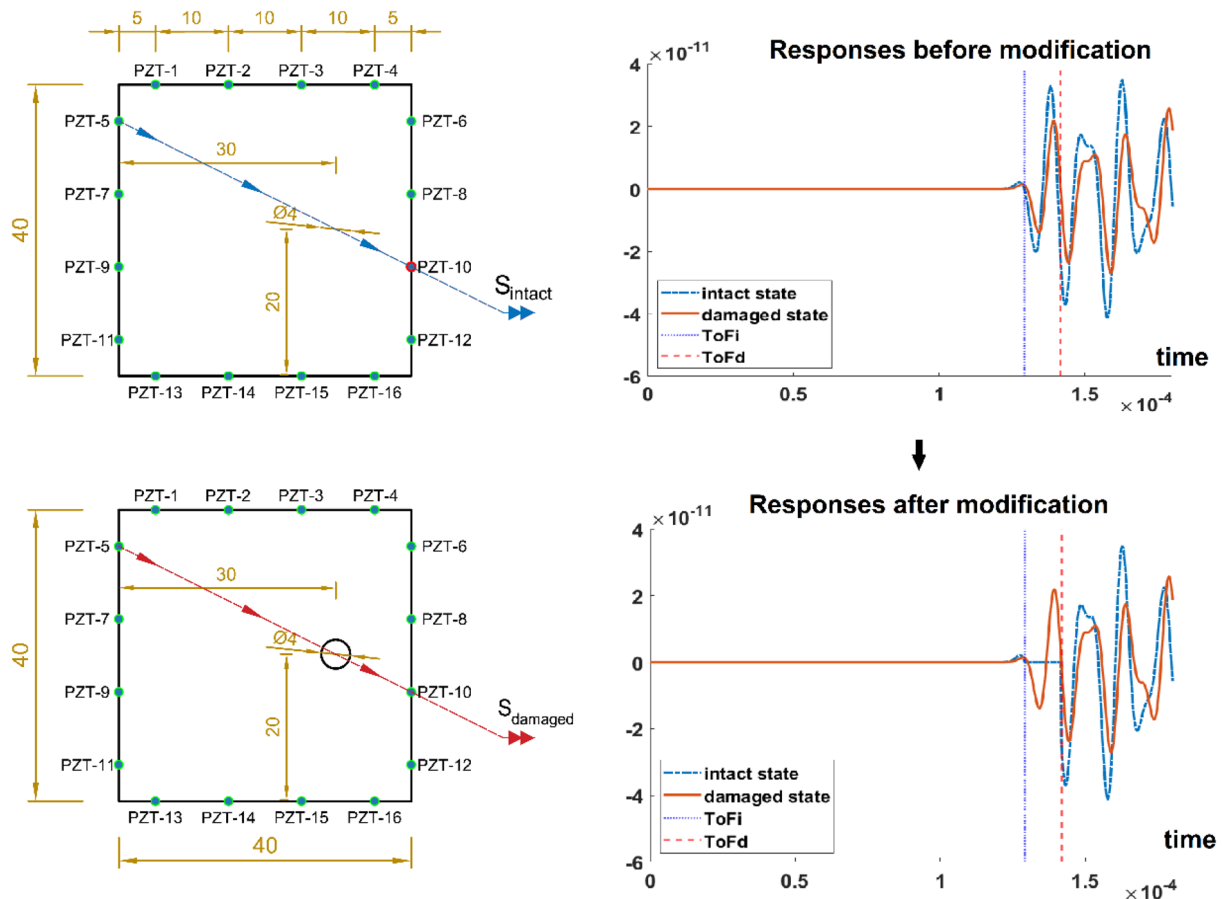 5 10 10 10 5
PZT-1 PZT-2 PZT-3 PZT-4
PZT-5 PZT-6
30
PZT-7 PZT-8
Ø4
40
PZT-9 PZT-10
20
Sintact
PZT-11 PZT-12
PZT-13 PZT-14 PZT-15 PZT-16
Responses before modification
× 10-11
4
2
0
-2
-4
-6
intact state
damaged state
ToFi
ToFd
time
0 0.5 1 1.5
×10-4
PZT-1 PZT-2 PZT-3 PZT-4
PZT-5 PZT-6
30
PZT-7 PZT-8
Ø4
40
PZT-9 PZT-10
20
Sdamaged
PZT-11 PZT-12
PZT-13 PZT-14 PZT-15 PZT-16
40
Responses after modification
× 10-11
4
2
0
-2
-4
-6
intact state
damaged state
ToFi
ToFd
time
0 0.5 1 1.5
×10-4